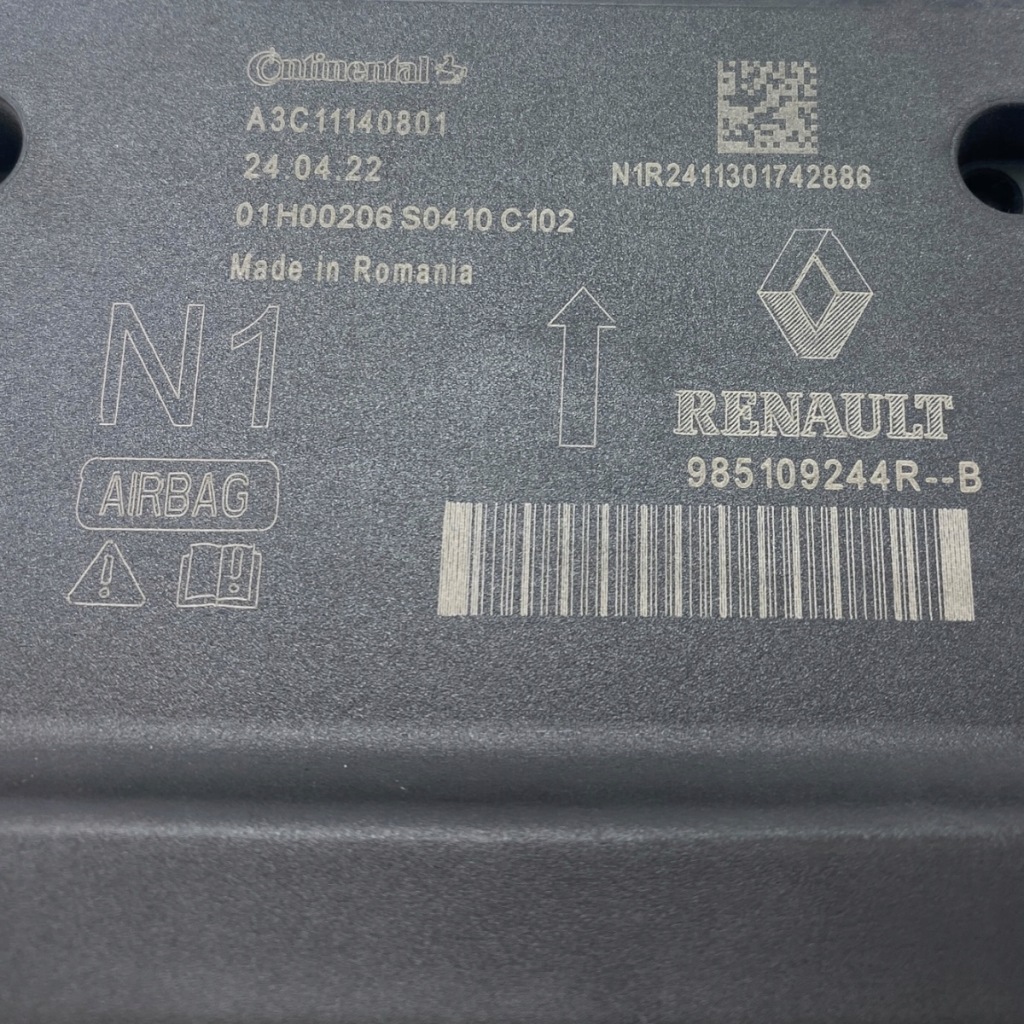 Continental
A3C11140801
24 04.22
01H00206 S0410 C102
Made in Romania
N1R2411301742886
N1
AIRBAG
RENAULT
985109244R--B